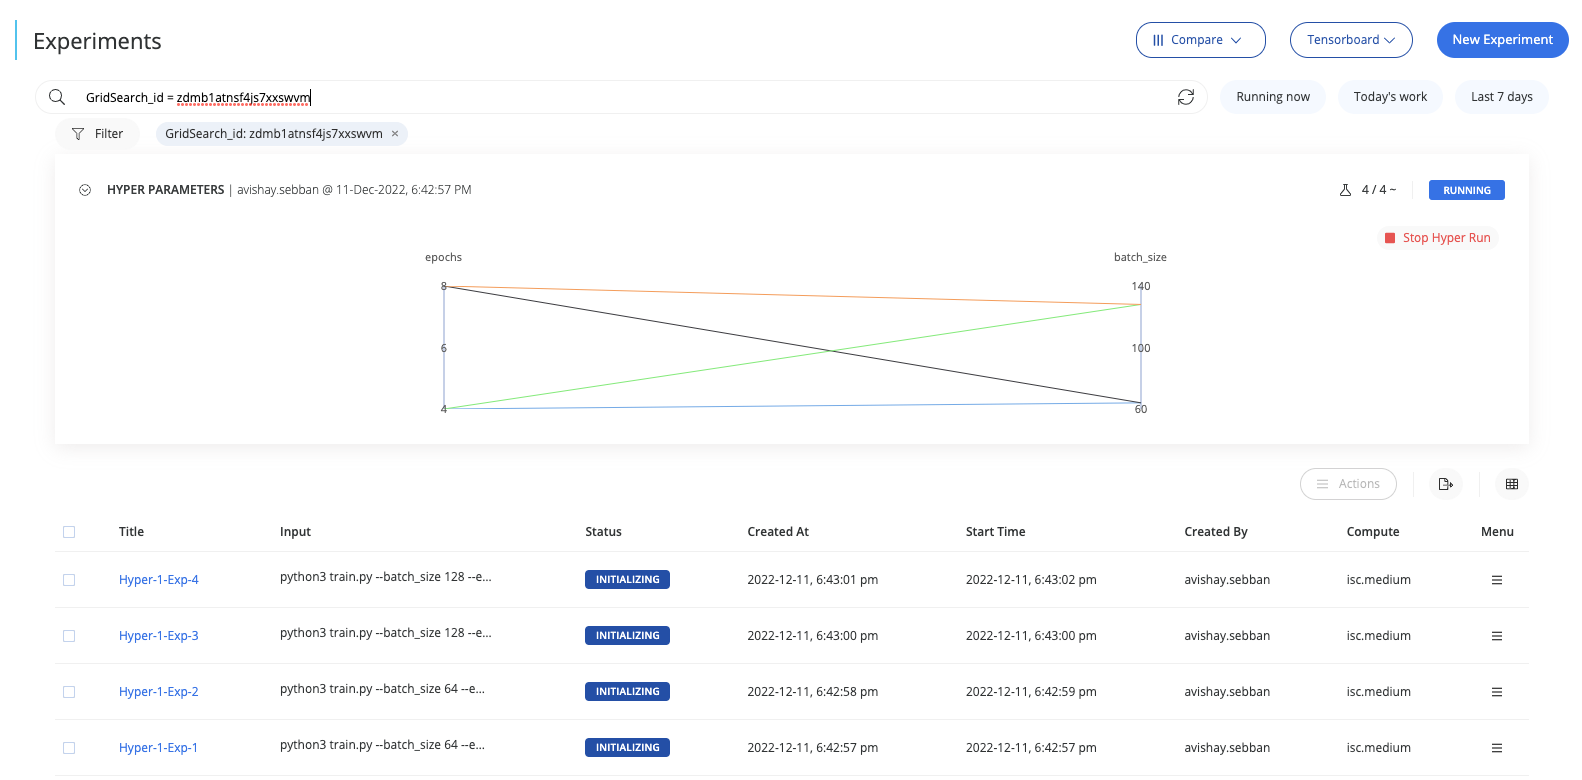 Experiments
Compare
Tensorboard
New Experiment
GridSearch_id = zdmb1atnsf4js7xxswvm
Running now
Today's work
Last 7 days
Filter
GridSearch_id: zdmb1atnsf4js7xxswvm ×
HYPER PARAMETERS | avishay.sebban @ 11-Dec-2022, 6:42:57 PM
4 / 4 ~
RUNNING
Stop Hyper Run
epochs
batch_size
8
140
6
100
4
60
Actions
Title Input Status Created At Start Time Created By Compute Menu
Hyper-1-Exp-4 python3 train.py --batch_size 128 --e... INITIALIZING 2022-12-11, 6:43:01 pm 2022-12-11, 6:43:02 pm avishay.sebban isc.medium
Hyper-1-Exp-3 python3 train.py --batch_size 128 --e... INITIALIZING 2022-12-11, 6:43:00 pm 2022-12-11, 6:43:00 pm avishay.sebban isc.medium
Hyper-1-Exp-2 python3 train.py --batch_size 64 --e... INITIALIZING 2022-12-11, 6:42:58 pm 2022-12-11, 6:42:59 pm avishay.sebban isc.medium
Hyper-1-Exp-1 python3 train.py --batch_size 64 --e... INITIALIZING 2022-12-11, 6:42:57 pm 2022-12-11, 6:42:57 pm avishay.sebban isc.medium